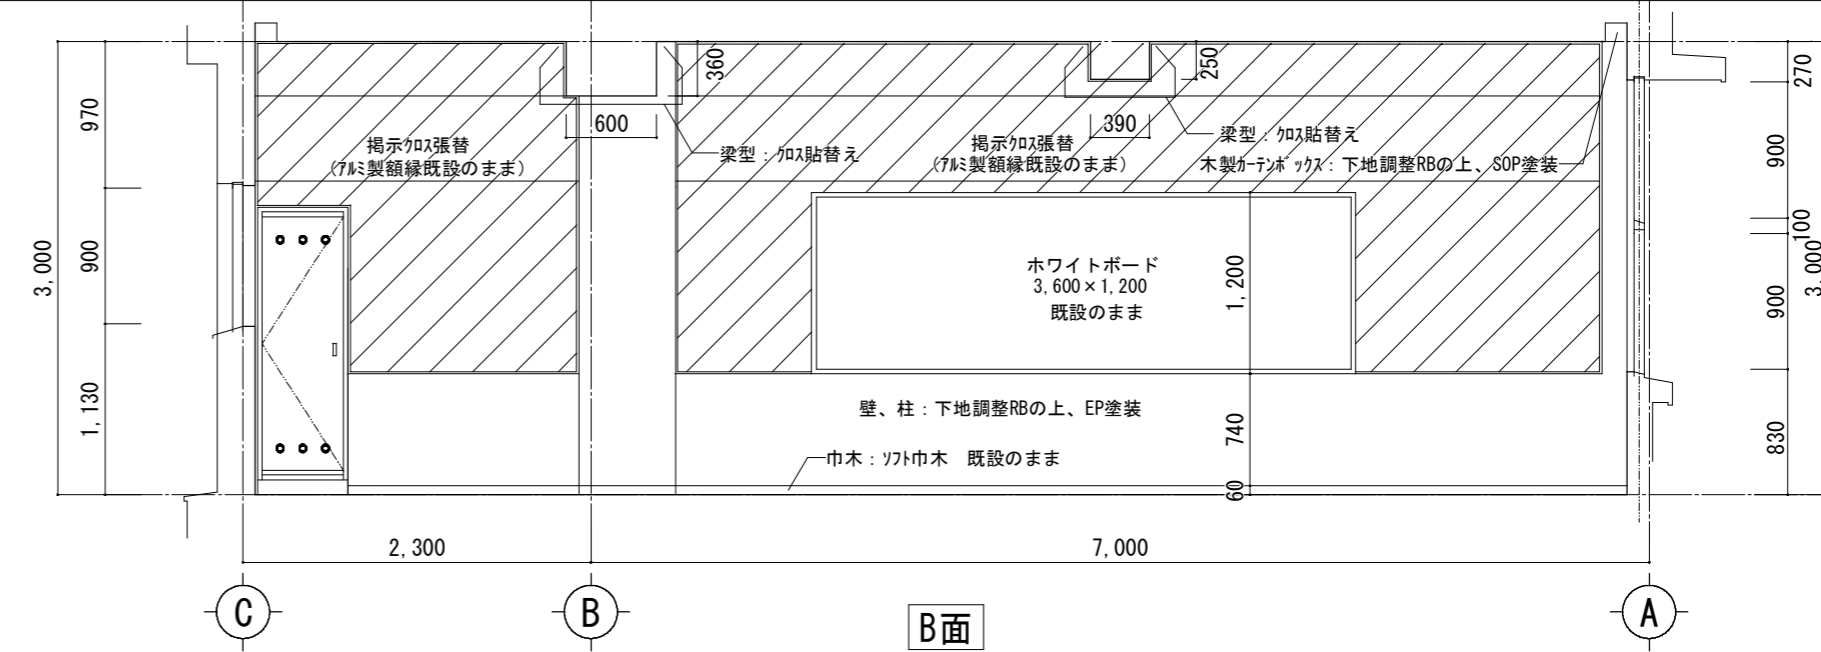 970
900
1,130
3,000
360
600
250
390
掲示ｸﾛｽ張替
(ｱﾙﾐ製額縁既設のまま)
梁型：ｸﾛｽ貼替え
掲示ｸﾛｽ張替
(ｱﾙﾐ製額縁既設のまま)
梁型：ｸﾛｽ貼替え
木製ｶｰﾃﾝﾎﾞｯｸｽ：下地調整RBの上、SOP塗装
ホワイトボード
3,600×1,200
既設のまま
1,200
740
60
壁、柱：下地調整RBの上、EP塗装
巾木：ｿﾌﾄ巾木　既設のまま
270
900
100
900
830
3,000
2,300
7,000
C
B
A
B面